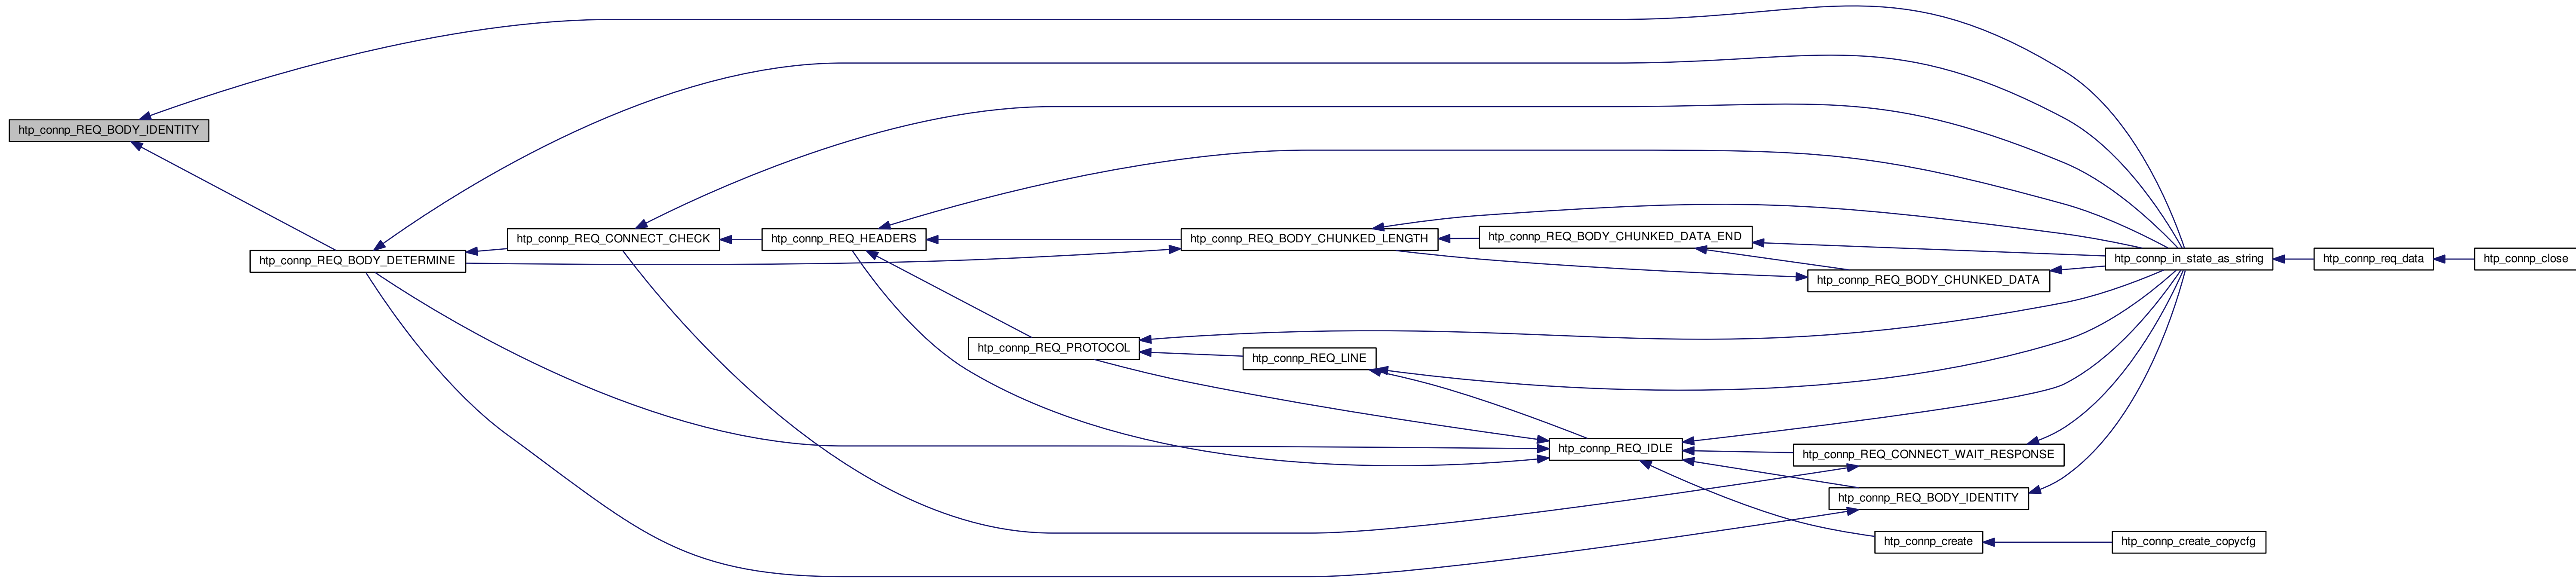 htp_connp_REQ_BODY_IDENTITY
htp_connp_REQ_BODY_DETERMINE
htp_connp_REQ_CONNECT_CHECK
htp_connp_REQ_HEADERS
htp_connp_REQ_BODY_CHUNKED_LENGTH
htp_connp_REQ_BODY_CHUNKED_DATA_END
htp_connp_REQ_BODY_CHUNKED_DATA
htp_connp_in_state_as_string
htp_connp_req_data
htp_connp_close
htp_connp_REQ_PROTOCOL
htp_connp_REQ_LINE
htp_connp_REQ_IDLE
htp_connp_REQ_CONNECT_WAIT_RESPONSE
htp_connp_REQ_BODY_IDENTITY
htp_connp_create
htp_connp_create_copycfg